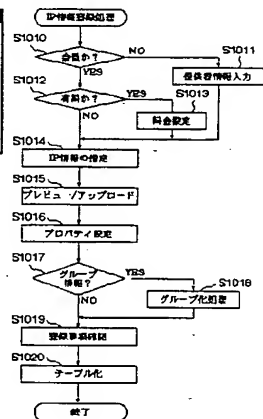 IP情報登録処理
S1010
会員か?
NO
S1011
提供者情報入力
YES
S1012
有料か?
YES
S1013
料金設定
NO
S1014
IP情報の指定
S1015
プレビュー/アップロード
S1016
プロパティ設定
S1017
グループ
情報?
YES
S1018
グループ化処理
NO
S1019
登録事項確認
S1020
テーブル化
終了